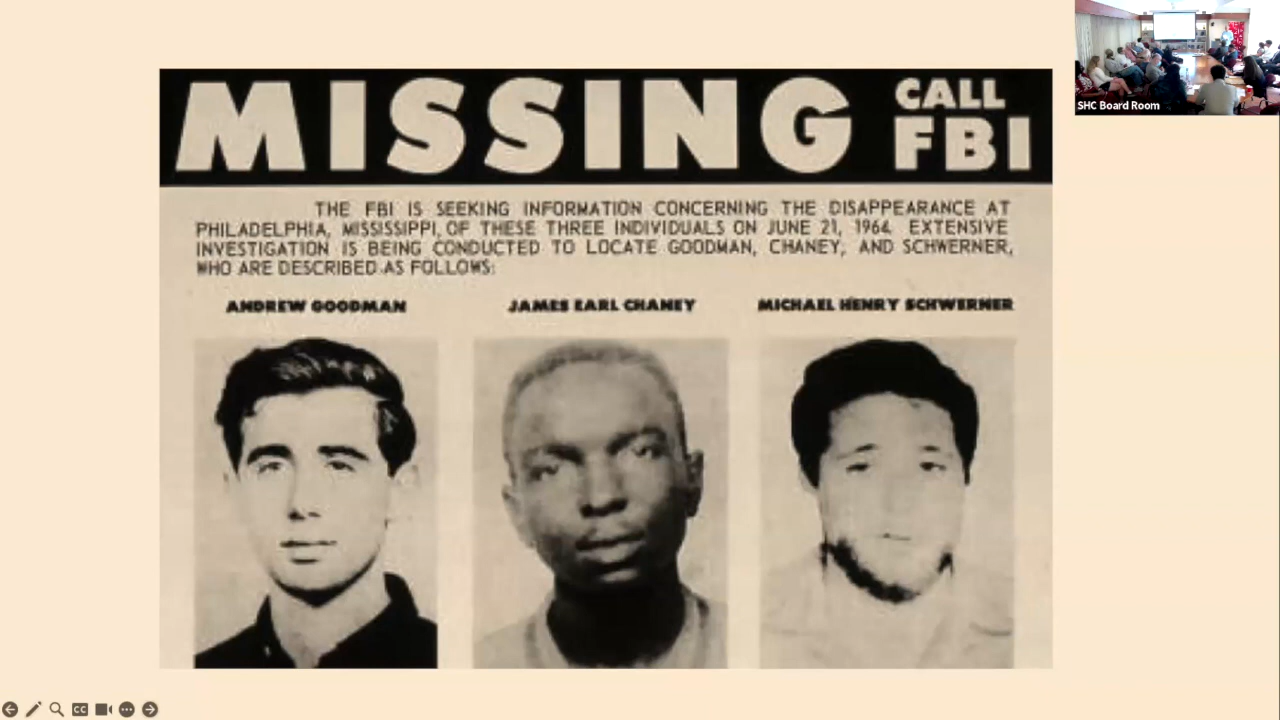 MISSING CALL FBI
THE FBI IS SEEKING INFORMATION CONCERNING THE DISAPPEARANCE AT
PHILADELPHIA, MISSISSIPPI, OF THESE THREE INDIVIDUALS ON JUNE 21, 1964. EXTENSIVE
INVESTIGATION IS BEING CONDUCTED TO LOCATE GOODMAN, CHANEY, AND SCHWERNER,
WHO ARE DESCRIBED AS FOLLOWS:
ANDREW GOODMAN
JAMES EARL CHANEY
MICHAEL HENRY SCHWERNER
SHC Board Room
CC